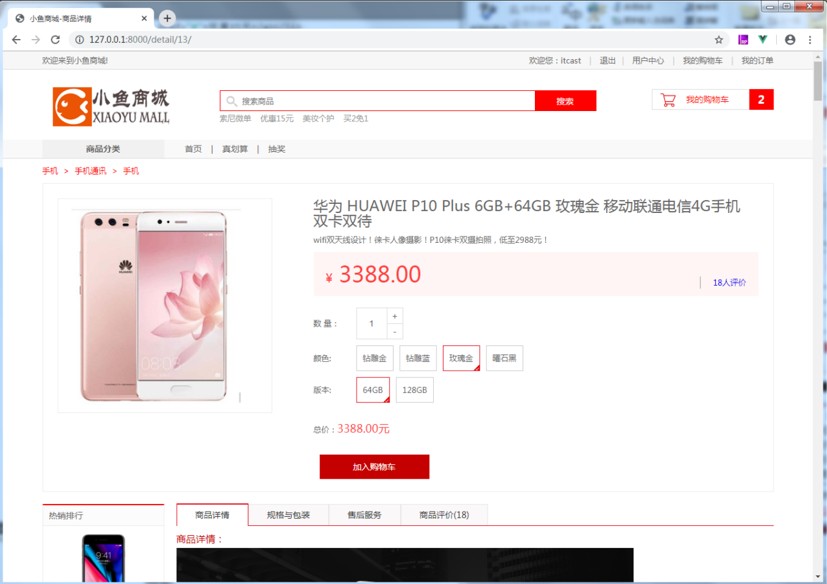 小鱼商城-商品详情
127.0.0.1:8000/detail/13/
欢迎来到小鱼商城!
欢迎您：itcast | 退出 | 用户中心 | 我的购物车 | 我的订单
小鱼商城
XIAOYU MALL
搜索商品
搜索
我的购物车
2
索尼微单 优惠15元 美妆个护 买2免1
商品分类
首页 | 真划算 | 抽奖
手机 > 手机通讯 > 手机
华为 HUAWEI P10 Plus 6GB+64GB 玫瑰金 移动联通电信4G手机
双卡双待
wifi双天线设计！徕卡人像摄影！P10徕卡双摄拍照，低至2988元！
HUAWEI
08:08
¥ 3388.00
18人评价
数 量： 1 + -
颜色: 钻雕金 钻雕蓝 玫瑰金 曜石黑
版本: 64GB 128GB
总价：3388.00元
加入购物车
热销排行
商品详情 规格与包装 售后服务 商品评价(18)
商品详情：
9:41